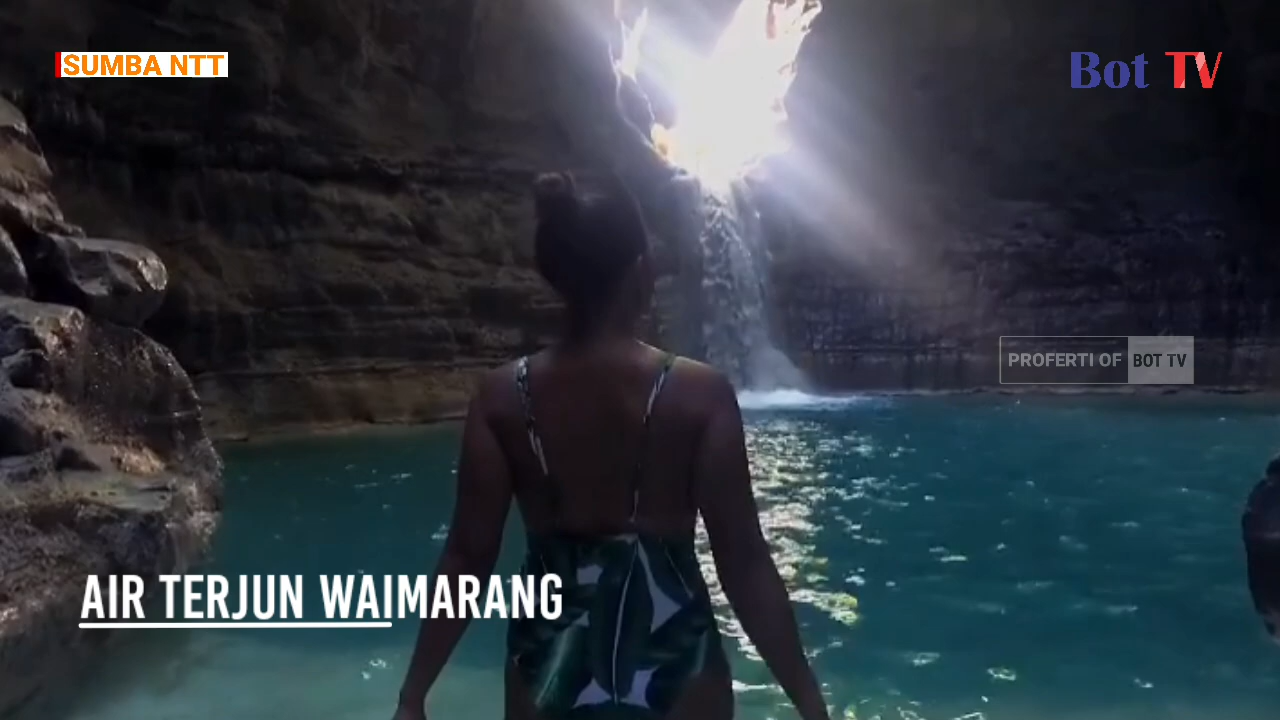 SUMBA NTT
Bot TV
PROFERTI OF BOT TV
AIR TERJUN WAIMARANG